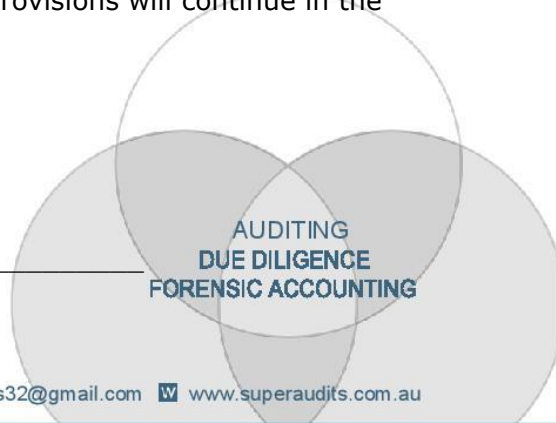 rovisions will continue in the
AUDITING
DUE DILIGENCE
FORENSIC ACCOUNTING
s32@gmail.com W www.superaudits.com.au